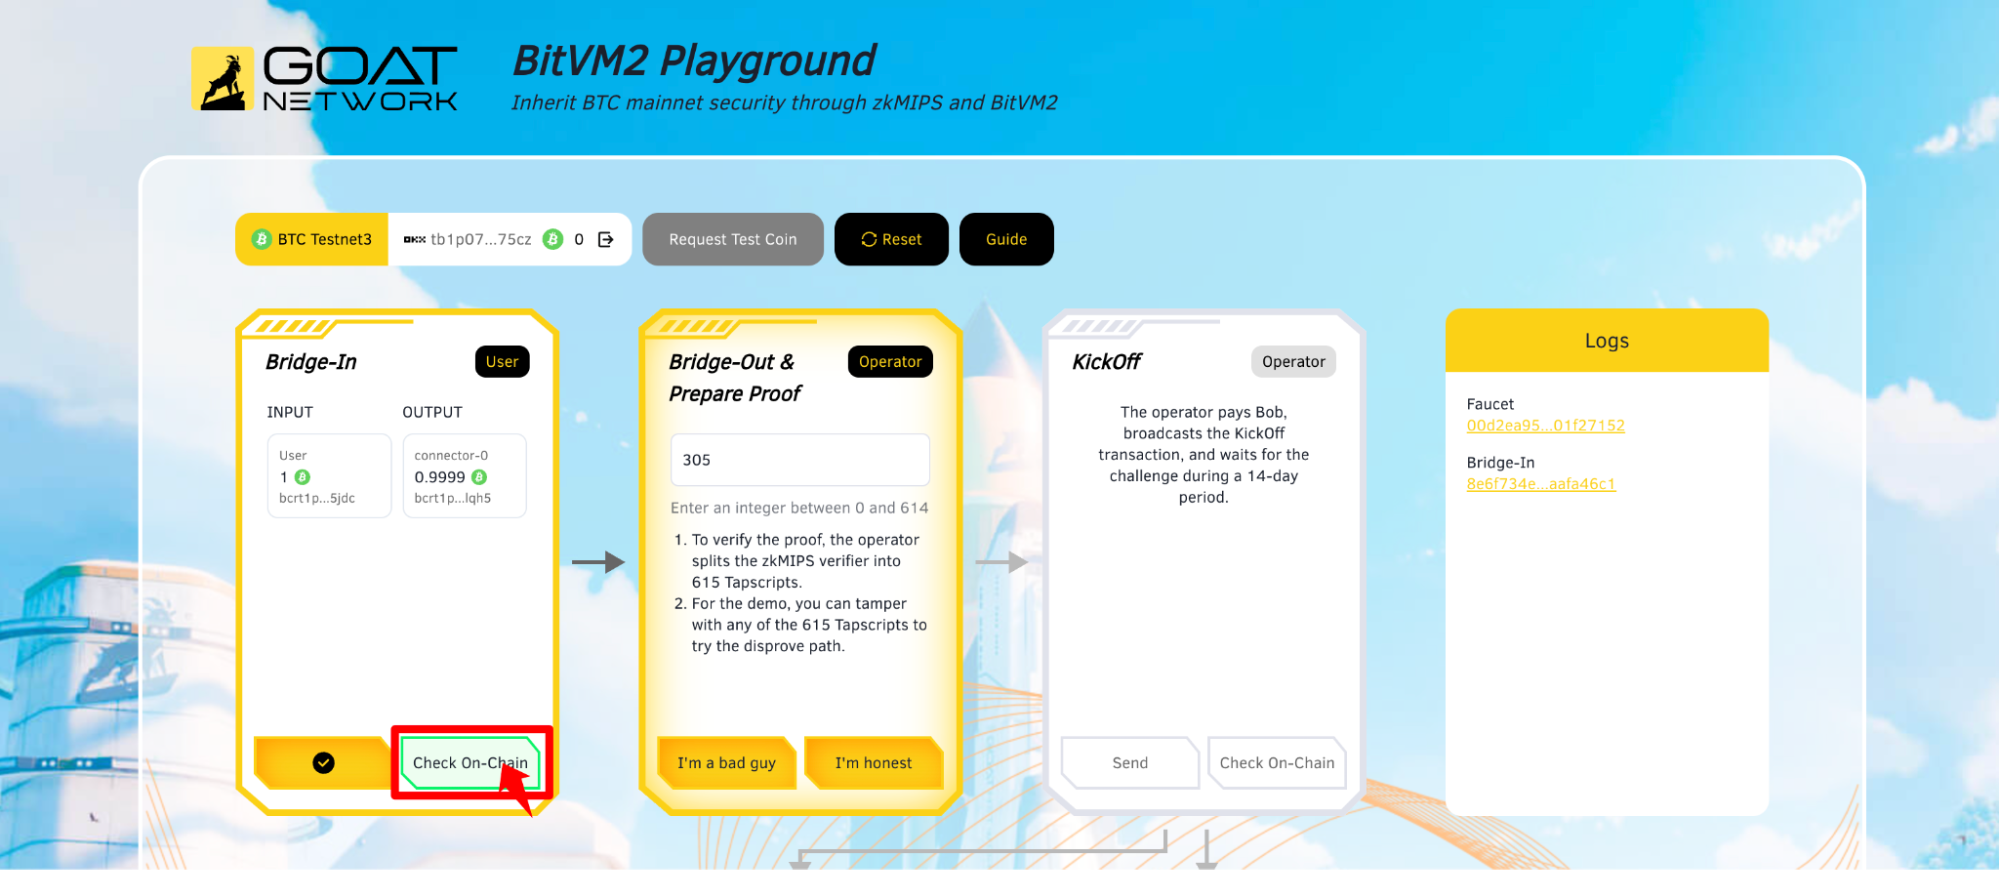 GOAT
NETWORK
BitVM2 Playground
Inherit BTC mainnet security through zkMIPS and BitVM2
BTC Testnet3
tb1p07...75cz
0
Request Test Coin
Reset
Guide
Bridge-In
User
INPUT
OUTPUT
User
1
bcrt1p...5jdc
connector-0
0.9999
bcrt1p...lqh5
Check On-Chain
Bridge-Out &
Prepare Proof
Operator
305
Enter an integer between 0 and 614
1. To verify the proof, the operator
splits the zkMIPS verifier into
615 Tapscripts.
2. For the demo, you can tamper
with any of the 615 Tapscripts to
try the disprove path.
I'm a bad guy
I'm honest
KickOff
Operator
The operator pays Bob,
broadcasts the KickOff
transaction, and waits for the
challenge during a 14-day
period.
Send
Check On-Chain
Logs
Faucet
00d2ea95...01f27152
Bridge-In
8e6f734e...aafa46c1